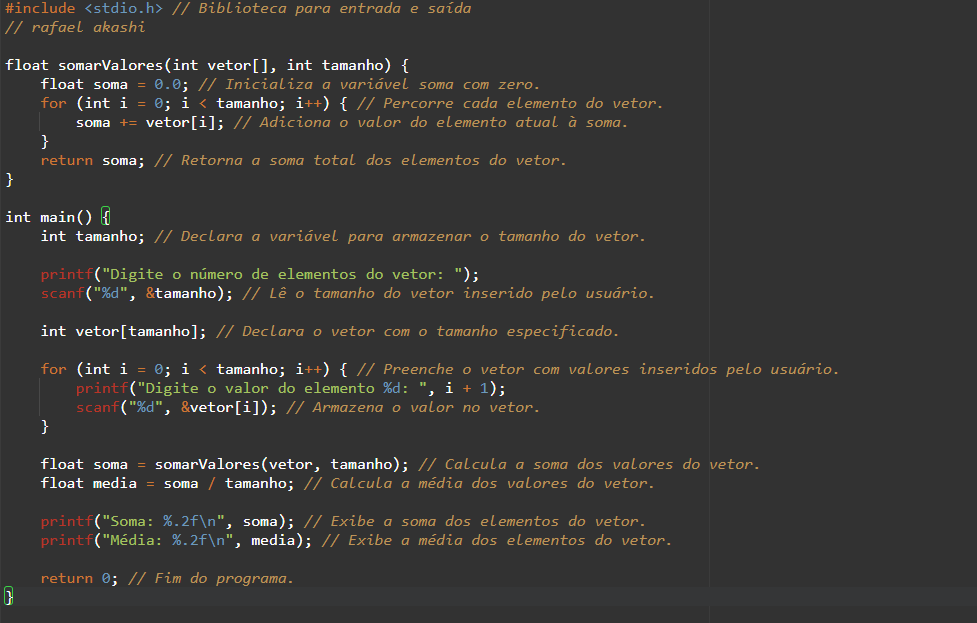 #include <stdio.h> // Biblioteca para entrada e saída
// rafael akashi
float somarValores(int vetor[], int tamanho) {
float soma = 0.0; // Inicializa a variável soma com zero.
for (int i = 0; i < tamanho; i++) { // Percorre cada elemento do vetor.
soma += vetor[i]; // Adiciona o valor do elemento atual à soma.
}
return soma; // Retorna a soma total dos elementos do vetor.
}
int main() {
int tamanho; // Declara a variável para armazenar o tamanho do vetor.
printf("Digite o número de elementos do vetor: ");
scanf("%d", &tamanho); // Lê o tamanho do vetor inserido pelo usuário.
int vetor[tamanho]; // Declara o vetor com o tamanho especificado.
for (int i = 0; i < tamanho; i++) { // Preenche o vetor com valores inseridos pelo usuário.
printf("Digite o valor do elemento %d: ", i + 1);
scanf("%d", &vetor[i]); // Armazena o valor no vetor.
}
float soma = somarValores(vetor, tamanho); // Calcula a soma dos valores do vetor.
float media = soma / tamanho; // Calcula a média dos valores do vetor.
printf("Soma: %.2f\n", soma); // Exibe a soma dos elementos do vetor.
printf("Média: %.2f\n", media); // Exibe a média dos elementos do vetor.
return 0; // Fim do programa.
}